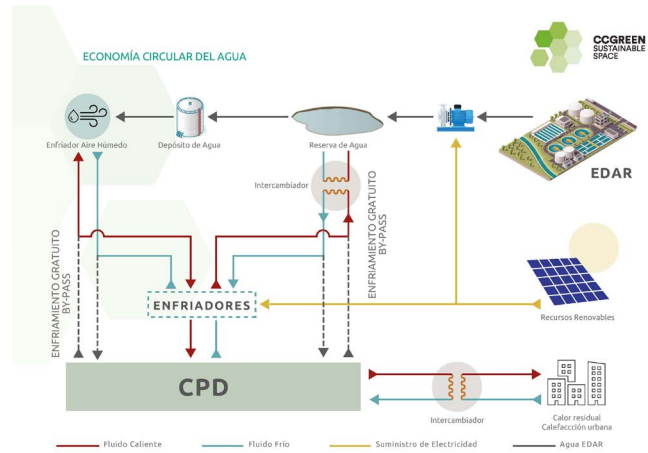 ECONOMÍA CIRCULAR DEL AGUA
CCGREEN
SUSTAINABLE
SPACE
Enfriador Aire Húmedo
Depósito de Agua
Reserva de Agua
EDAR
Intercambiador
ENFRIAMIENTO GRATUITO
BY-PASS
ENFRIAMIENTO GRATUITO
BY-PASS
ENFRIADORES
Recursos Renovables
CPD
Intercambiador
Calor residual
Calefaccción urbana
Fluido Caliente
Fluido Frío
Suministro de Electricidad
Agua EDAR